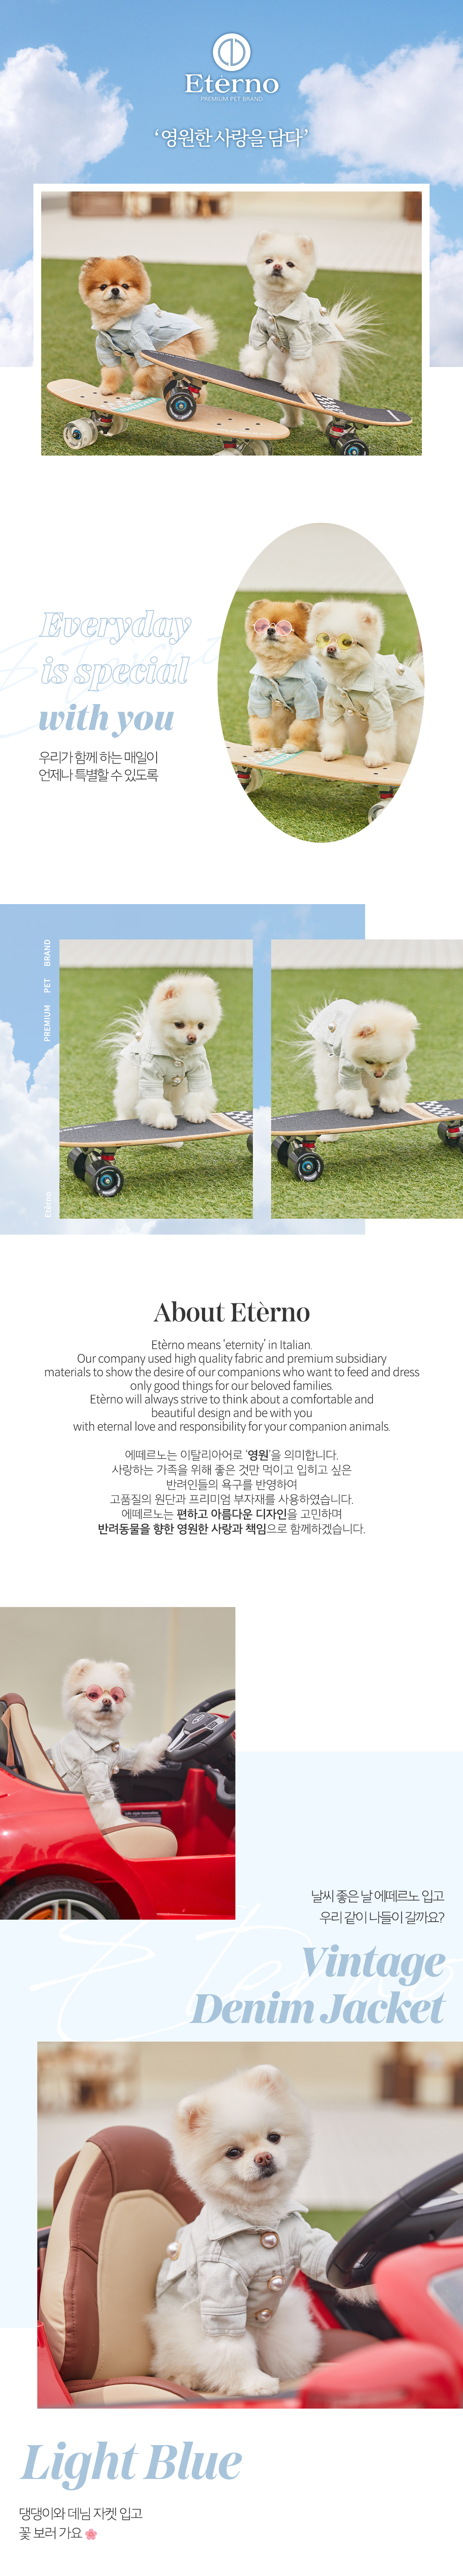 Etèrno
PREMIUM PET BRAND
‘영원한 사랑을 담다’
Everyday
is special
with you
우리가 함께 하는 매일이
언제나 특별할 수 있도록
PREMIUM PET BRAND
Etèrno
About Etèrno
Etèrno means ‘eternity’ in Italian.
Our company used high quality fabric and premium subsidiary
materials to show the desire of our companions who want to feed and dress
only good things for our beloved families.
Etèrno will always strive to think about a comfortable and
beautiful design and be with you
with eternal love and responsibility for your companion animals.
에떼르노는 이탈리아어로 ‘영원’을 의미합니다.
사랑하는 가족을 위해 좋은 것만 먹이고 입히고 싶은
반려인들의 욕구를 반영하여
고품질의 원단과 프리미엄 부자재를 사용하였습니다.
에떼르노는 편하고 아름다운 디자인을 고민하며
반려동물을 향한 영원한 사랑과 책임으로 함께하겠습니다.
날씨 좋은 날 에떼르노 입고
우리 같이 나들이 갈까요?
Eterno
Vintage
Denim Jacket
Light Blue
댕댕이와 데님 자켓 입고
꽃 보러 가요 🌸